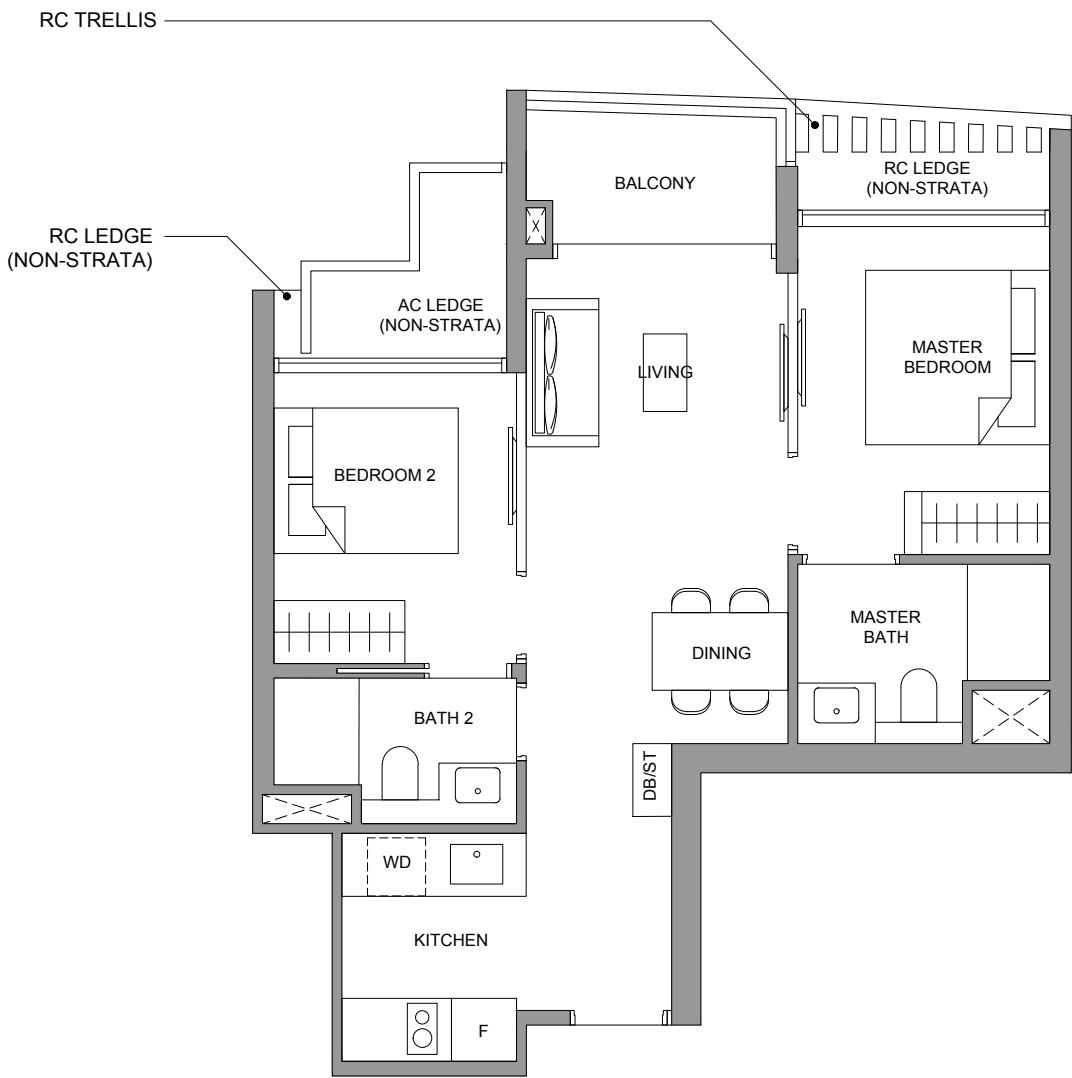 RC TRELLIS
RC LEDGE
(NON-STRATA)
BALCONY
RC LEDGE
(NON-STRATA)
AC LEDGE
(NON-STRATA)
LIVING
MASTER
BEDROOM
BEDROOM 2
MASTER
BATH
DINING
BATH 2
DB/ST
WD
KITCHEN
F